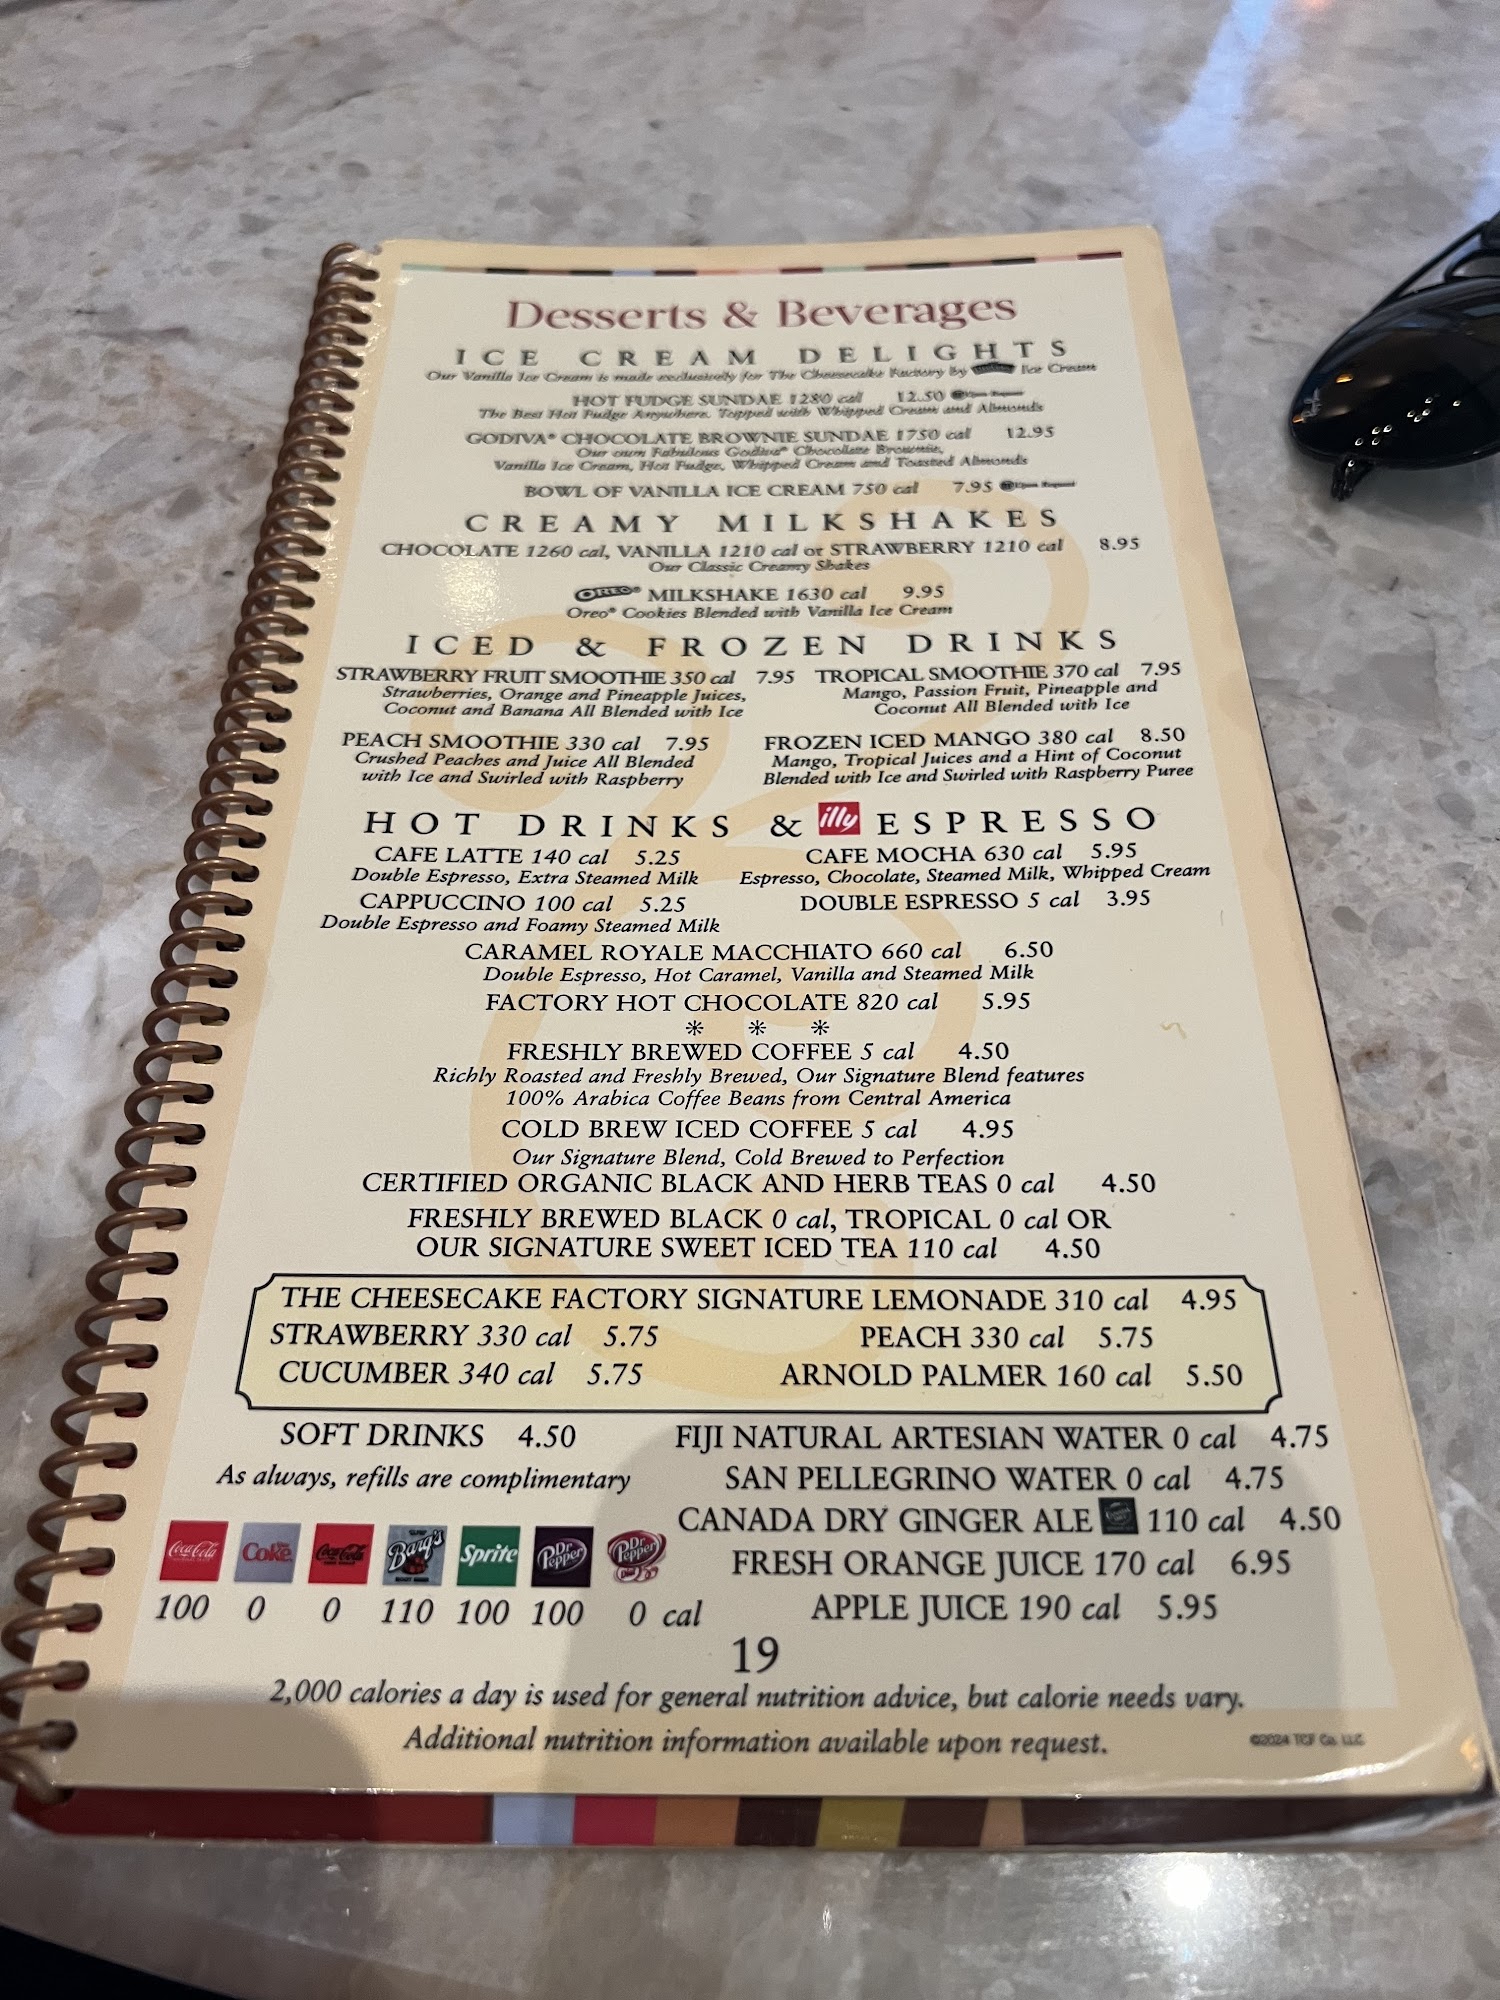 Desserts & Beverages
ICE CREAM DELIGHTS
Our Vanilla Ice Cream is made exclusively for The Cheesecake Factory by Ice Cream
HOT FUDGE SUNDAE 1280 cal 12.50
The Best Hot Fudge Anywhere. Topped with Whipped Cream and Almonds
GODIVA® CHOCOLATE BROWNIE SUNDAE 1750 cal 12.95
Our own Fabulous Godiva® Chocolate Brownie,
Vanilla Ice Cream, Hot Fudge, Whipped Cream and Toasted Almonds
BOWL OF VANILLA ICE CREAM 750 cal 7.95
CREAMY MILKSHAKES
CHOCOLATE 1260 cal, VANILLA 1210 cal or STRAWBERRY 1210 cal 8.95
Our Classic Creamy Shakes
OREO® MILKSHAKE 1630 cal 9.95
Oreo® Cookies Blended with Vanilla Ice Cream
ICED & FROZEN DRINKS
STRAWBERRY FRUIT SMOOTHIE 350 cal 7.95
Strawberries, Orange and Pineapple Juices,
Coconut and Banana All Blended with Ice
TROPICAL SMOOTHIE 370 cal 7.95
Mango, Passion Fruit, Pineapple and
Coconut All Blended with Ice
PEACH SMOOTHIE 330 cal 7.95
Crushed Peaches and Juice All Blended
with Ice and Swirled with Raspberry
FROZEN ICED MANGO 380 cal 8.50
Mango, Tropical Juices and a Hint of Coconut
Blended with Ice and Swirled with Raspberry Puree
HOT DRINKS & illy ESPRESSO
CAFE LATTE 140 cal 5.25
Double Espresso, Extra Steamed Milk
CAFE MOCHA 630 cal 5.95
Espresso, Chocolate, Steamed Milk, Whipped Cream
CAPPUCCINO 100 cal 5.25
Double Espresso and Foamy Steamed Milk
DOUBLE ESPRESSO 5 cal 3.95
CARAMEL ROYALE MACCHIATO 660 cal 6.50
Double Espresso, Hot Caramel, Vanilla and Steamed Milk
FACTORY HOT CHOCOLATE 820 cal 5.95
* * *
FRESHLY BREWED COFFEE 5 cal 4.50
Richly Roasted and Freshly Brewed, Our Signature Blend features
100% Arabica Coffee Beans from Central America
COLD BREW ICED COFFEE 5 cal 4.95
Our Signature Blend, Cold Brewed to Perfection
CERTIFIED ORGANIC BLACK AND HERB TEAS 0 cal 4.50
FRESHLY BREWED BLACK 0 cal, TROPICAL 0 cal OR
OUR SIGNATURE SWEET ICED TEA 110 cal 4.50
THE CHEESECAKE FACTORY SIGNATURE LEMONADE 310 cal 4.95
STRAWBERRY 330 cal 5.75 PEACH 330 cal 5.75
CUCUMBER 340 cal 5.75 ARNOLD PALMER 160 cal 5.50
SOFT DRINKS 4.50
As always, refills are complimentary
Coca-Cola Diet Coke Coca-Cola Barq's Sprite Dr Pepper Dr Pepper Diet
100 0 0 110 100 100 0 cal
FIJI NATURAL ARTESIAN WATER 0 cal 4.75
SAN PELLEGRINO WATER 0 cal 4.75
CANADA DRY GINGER ALE 110 cal 4.50
FRESH ORANGE JUICE 170 cal 6.95
APPLE JUICE 190 cal 5.95
19
2,000 calories a day is used for general nutrition advice, but calorie needs vary.
Additional nutrition information available upon request.
©2024 TCF Co. LLC